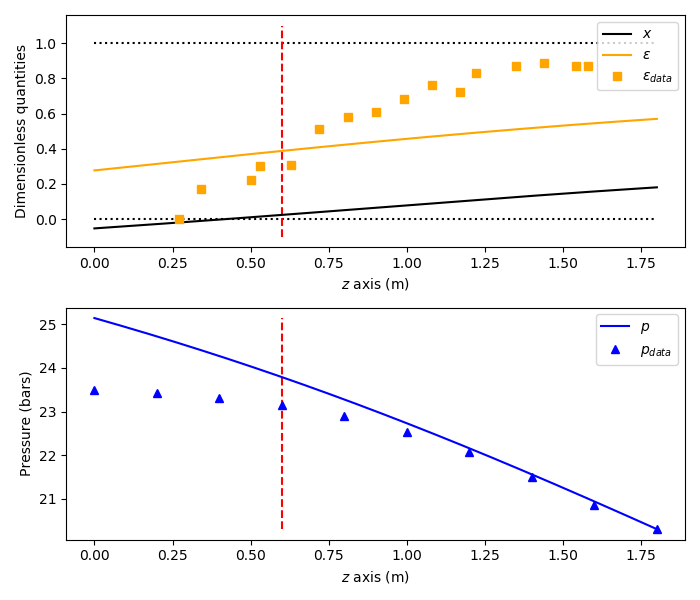 Dimensionless quantities
1.0
0.8
0.6
0.4
0.2
0.0
x
ε
ε_data
0.00 0.25 0.50 0.75 1.00 1.25 1.50 1.75
z axis (m)
Pressure (bars)
25
24
23
22
21
p
p_data
0.00 0.25 0.50 0.75 1.00 1.25 1.50 1.75
z axis (m)